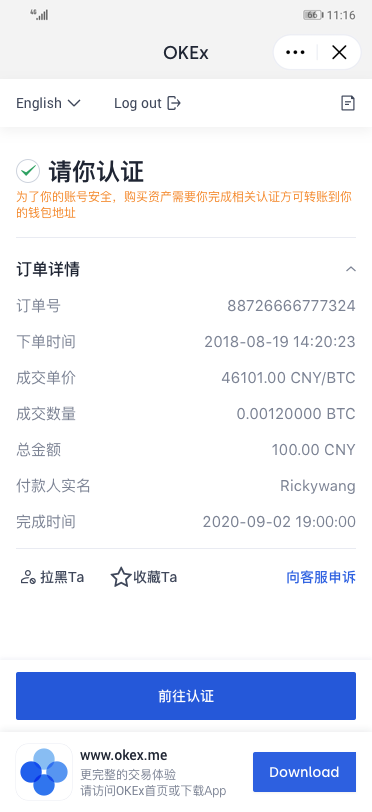 46 66 11:16
OKEx
English Log out
请你认证
为了你的账号安全，购买资产需要你完成相关认证方可转账到你
的钱包地址
订单详情
订单号 88726666777324
下单时间 2018-08-19 14:20:23
成交单价 46101.00 CNY/BTC
成交数量 0.00120000 BTC
总金额 100.00 CNY
付款人实名 Rickywang
完成时间 2020-09-02 19:00:00
拉黑Ta 收藏Ta 向客服申诉
前往认证
www.okex.me
更完整的交易体验
请访问OKEx首页或下载App
Download